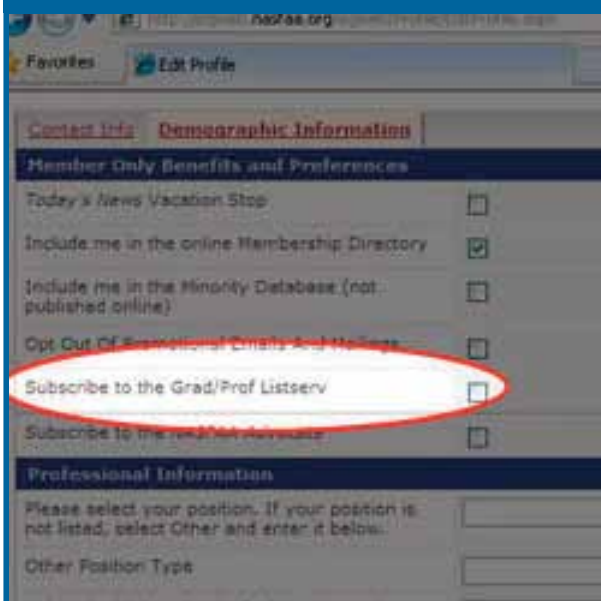 nasfaa.org
Favorites Edit Profile
Contact Info Demographic Information
Member Only Benefits and Preferences
Today's News Vacation Stop
Include me in the online Membership Directory
Include me in the Minority Database (not
published online)
Opt Out Of Promotional Emails And Mailings
Subscribe to the Grad/Prof Listserv
Subscribe to the NASFAA Advocate
Professional Information
Please select your position. If your position is
not listed, select Other and enter it below.
Other Position Type